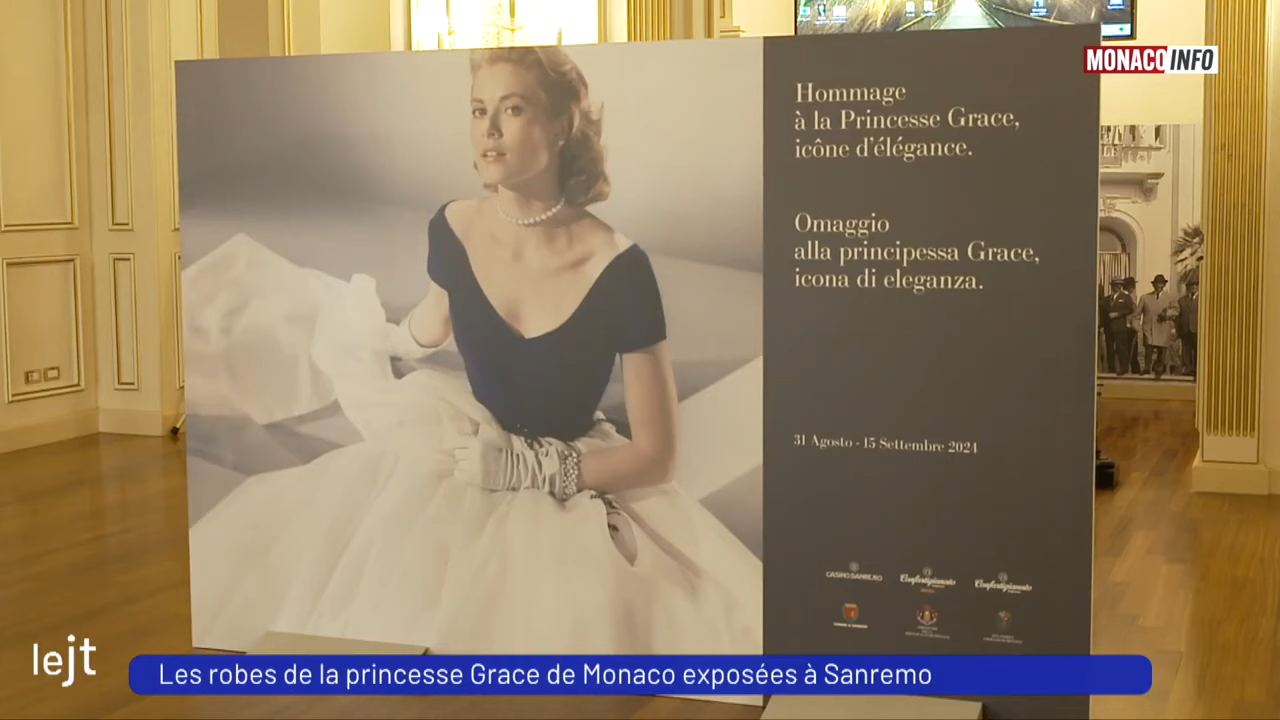 MONACO INFO
Hommage
à la Princesse Grace,
icône d'élégance.
Omaggio
alla principessa Grace,
icona di eleganza.
31 Agosto - 15 Settembre 2024
CASINO SANREMO
Confartigianato
Confartigianato
lejt
Les robes de la princesse Grace de Monaco exposées à Sanremo